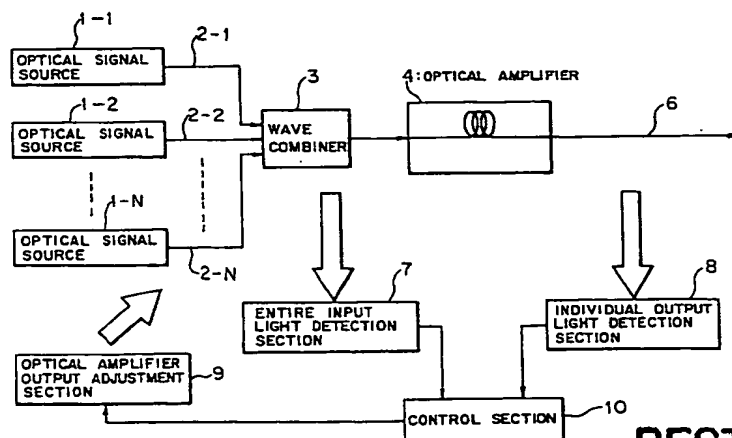 1-1
2-1
OPTICAL SIGNAL
SOURCE
3
4:OPTICAL AMPLIFIER
1-2
2-2
6
OPTICAL SIGNAL
SOURCE
WAVE
COMBINER
1-N
OPTICAL SIGNAL
SOURCE
2-N
7
8
ENTIRE INPUT
LIGHT DETECTION
SECTION
INDIVIDUAL OUTPUT
LIGHT DETECTION
SECTION
OPTICAL AMPLIFIER
OUTPUT ADJUSTMENT
SECTION
9
CONTROL SECTION
10